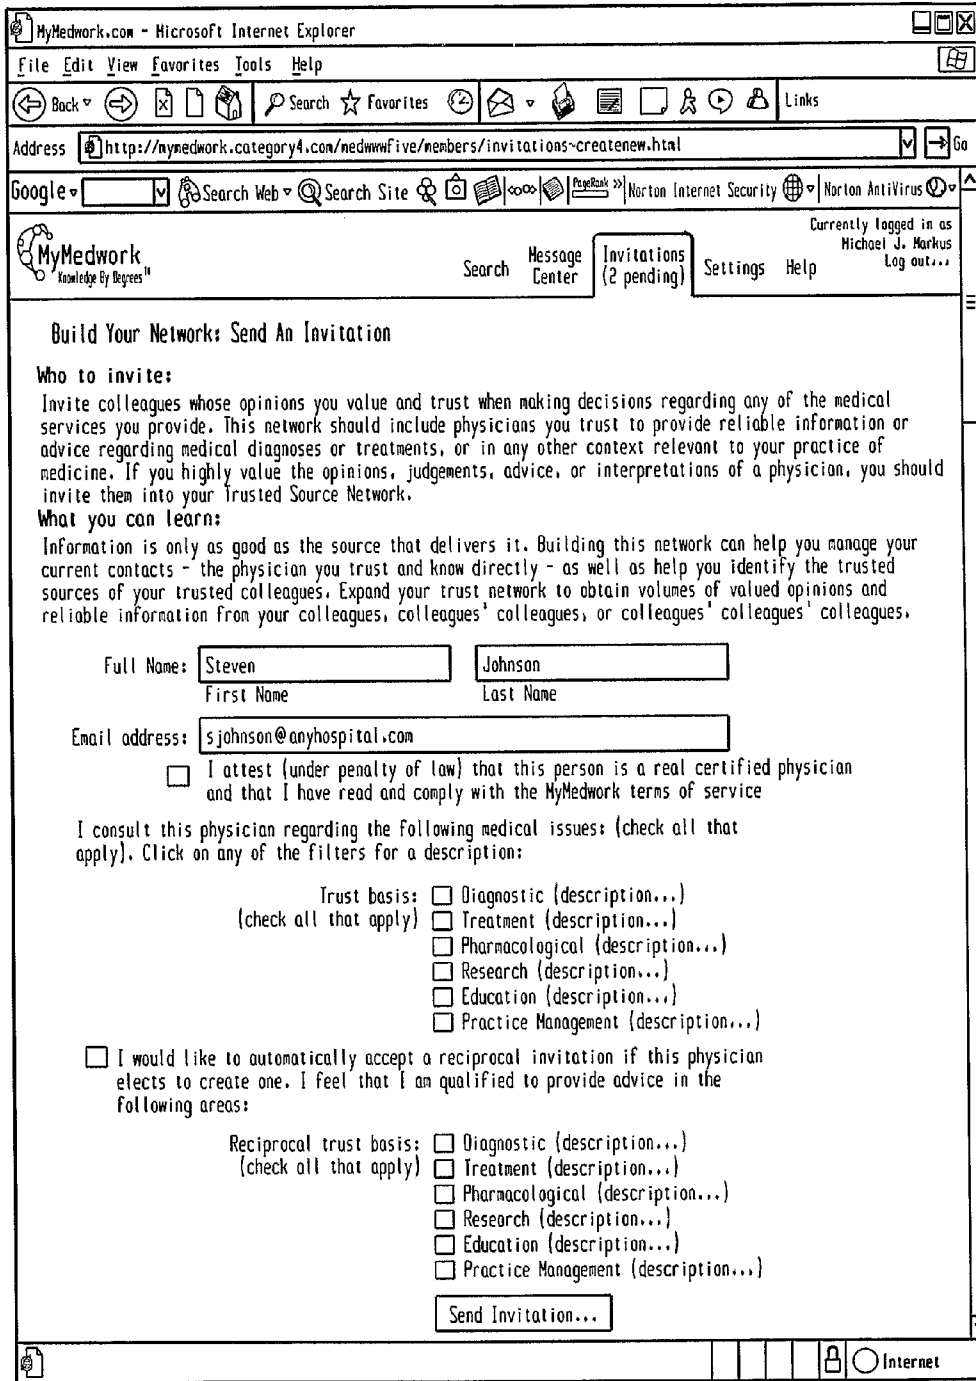 MyMedwork.com - Microsoft Internet Explorer
File Edit View Favorites Tools Help
Back Search Favorites Links
Address http://mymedwork.category4.com/medwwwfive/members/invitations~createnew.html Go
Google Search Web Search Site PageRank Norton Internet Security Norton AntiVirus
Currently logged in as
Michael J. Markus
Log out...
MyMedwork
Knowledge By Degrees™
Search Message Center Invitations (2 pending) Settings Help
Build Your Network: Send An Invitation
Who to invite:
Invite colleagues whose opinions you value and trust when making decisions regarding any of the medical
services you provide. This network should include physicians you trust to provide reliable information or
advice regarding medical diagnoses or treatments, or in any other context relevant to your practice of
medicine. If you highly value the opinions, judgements, advice, or interpretations of a physician, you should
invite them into your Trusted Source Network.
What you can learn:
Information is only as good as the source that delivers it. Building this network can help you manage your
current contacts - the physician you trust and know directly - as well as help you identify the trusted
sources of your trusted colleagues. Expand your trust network to obtain volumes of valued opinions and
reliable information from your colleagues, colleagues' colleagues, or colleagues' colleagues' colleagues.
Full Name: Steven Johnson
First Name Last Name
Email address: sjohnson@anyhospital.com
I attest (under penalty of law) that this person is a real certified physician
and that I have read and comply with the MyMedwork terms of service
I consult this physician regarding the following medical issues: (check all that
apply). Click on any of the filters for a description:
Trust basis: Diagnostic (description...)
(check all that apply) Treatment (description...)
Pharmacological (description...)
Research (description...)
Education (description...)
Practice Management (description...)
I would like to automatically accept a reciprocal invitation if this physician
elects to create one. I feel that I am qualified to provide advice in the
following areas:
Reciprocal trust basis: Diagnostic (description...)
(check all that apply) Treatment (description...)
Pharmacological (description...)
Research (description...)
Education (description...)
Practice Management (description...)
Send Invitation...
Internet